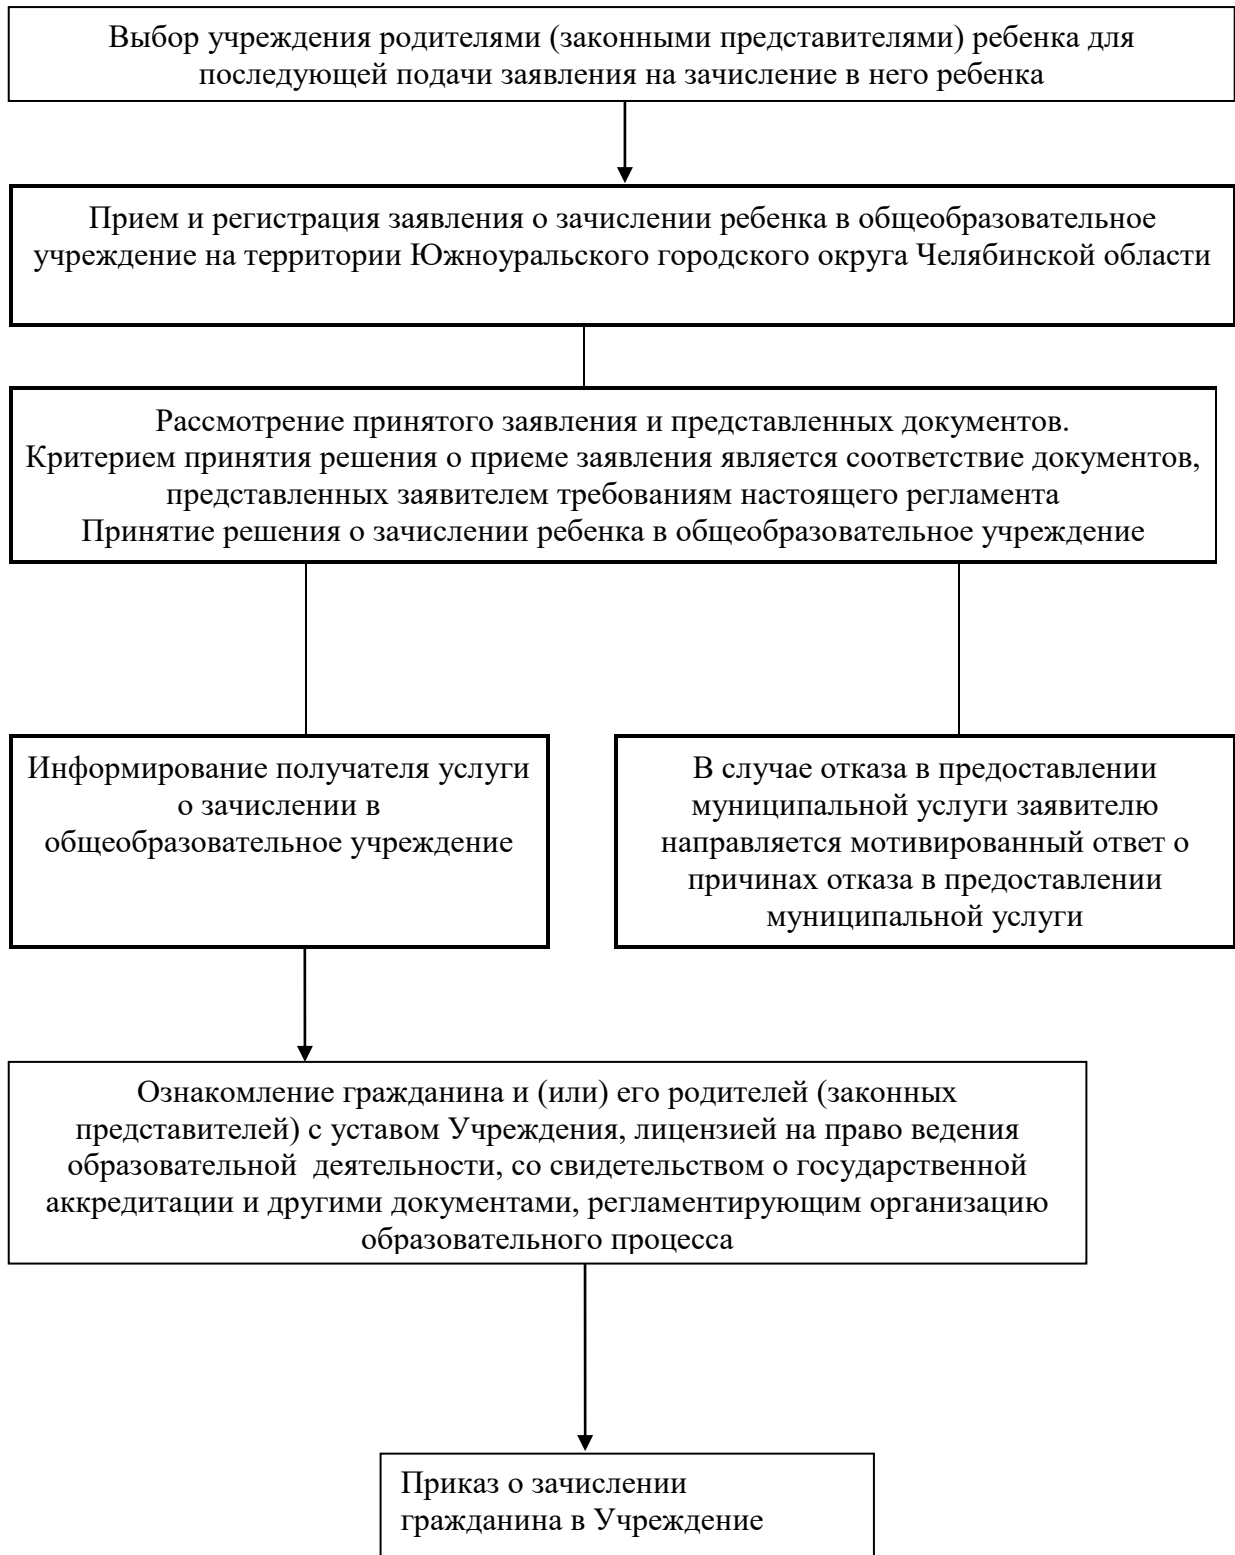 Выбор учреждения родителями (законными представителями) ребенка для
последующей подачи заявления на зачисление в него ребенка
Прием и регистрация заявления о зачислении ребенка в общеобразовательное
учреждение на территории Южноуральского городского округа Челябинской области
Рассмотрение принятого заявления и представленных документов.
Критерием принятия решения о приеме заявления является соответствие документов,
представленных заявителем требованиям настоящего регламента
Принятие решения о зачислении ребенка в общеобразовательное учреждение
Информирование получателя услуги
о зачислении в
общеобразовательное учреждение
В случае отказа в предоставлении
муниципальной услуги заявителю
направляется мотивированный ответ о
причинах отказа в предоставлении
муниципальной услуги
Ознакомление гражданина и (или) его родителей (законных
представителей) с уставом Учреждения, лицензией на право ведения
образовательной  деятельности, со свидетельством о государственной
аккредитации и другими документами, регламентирующим организацию
образовательного процесса
Приказ о зачислении
гражданина в Учреждение